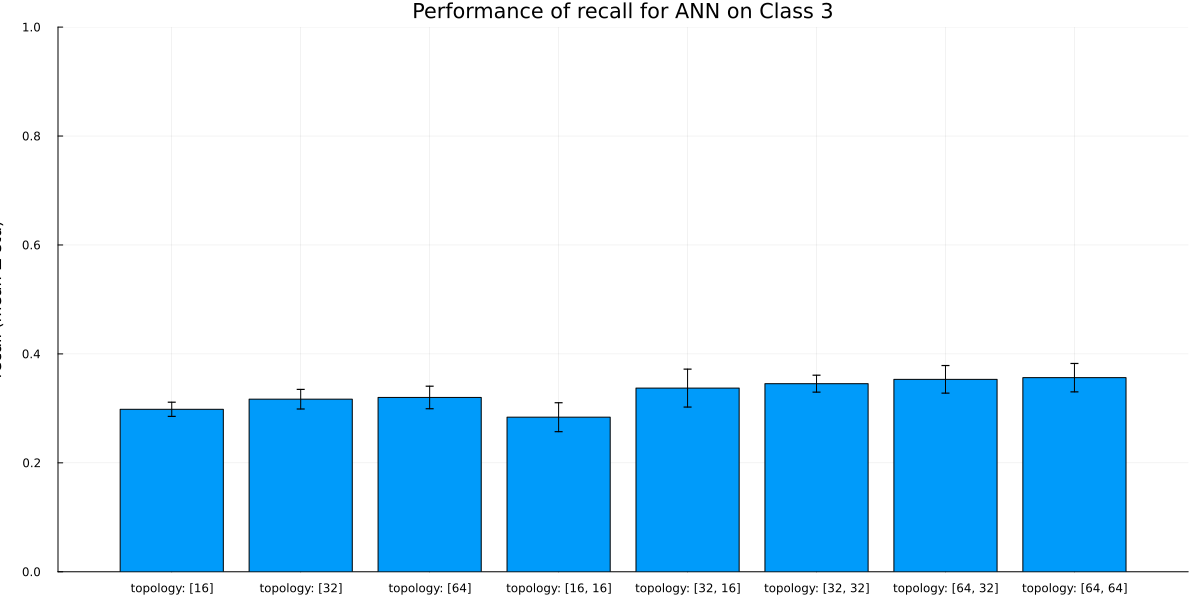 Performance of recall for ANN on Class 3
1.0
0.8
0.6
0.4
0.2
0.0
topology: [16]
topology: [32]
topology: [64]
topology: [16, 16]
topology: [32, 16]
topology: [32, 32]
topology: [64, 32]
topology: [64, 64]